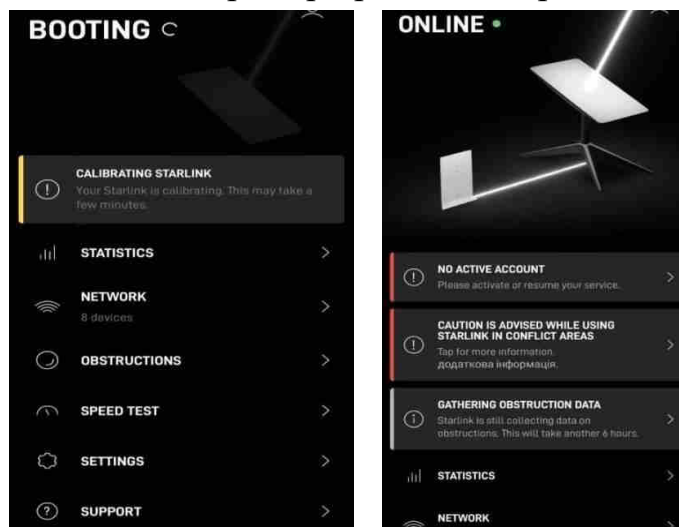 BOOTING
CALIBRATING STARLINK
Your Starlink is calibrating. This may take a
few minutes.
STATISTICS
NETWORK
8 devices
OBSTRUCTIONS
SPEED TEST
SETTINGS
SUPPORT
ONLINE
NO ACTIVE ACCOUNT
Please activate or resume your service.
CAUTION IS ADVISED WHILE USING
STARLINK IN CONFLICT AREAS
Tap for more information.
додаткова інформація.
GATHERING OBSTRUCTION DATA
Starlink is still collecting data on
obstructions. This will take another 6 hours.
STATISTICS
NETWORK